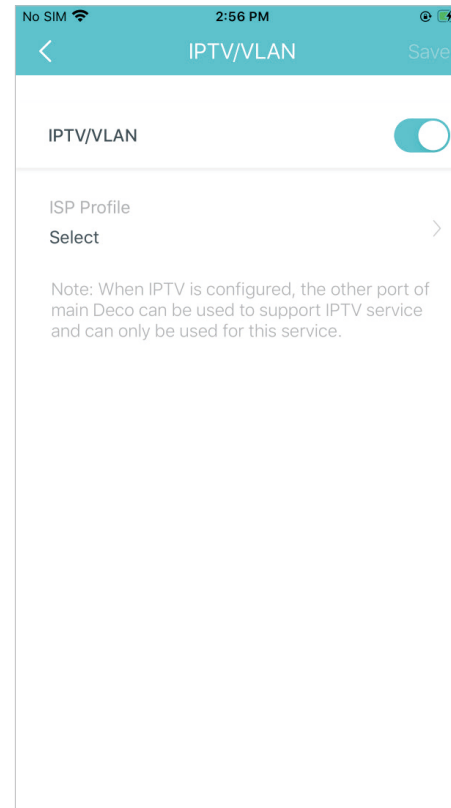 No SIM 2:56 PM
IPTV/VLAN Save
IPTV/VLAN
ISP Profile
Select
Note: When IPTV is configured, the other port of
main Deco can be used to support IPTV service
and can only be used for this service.